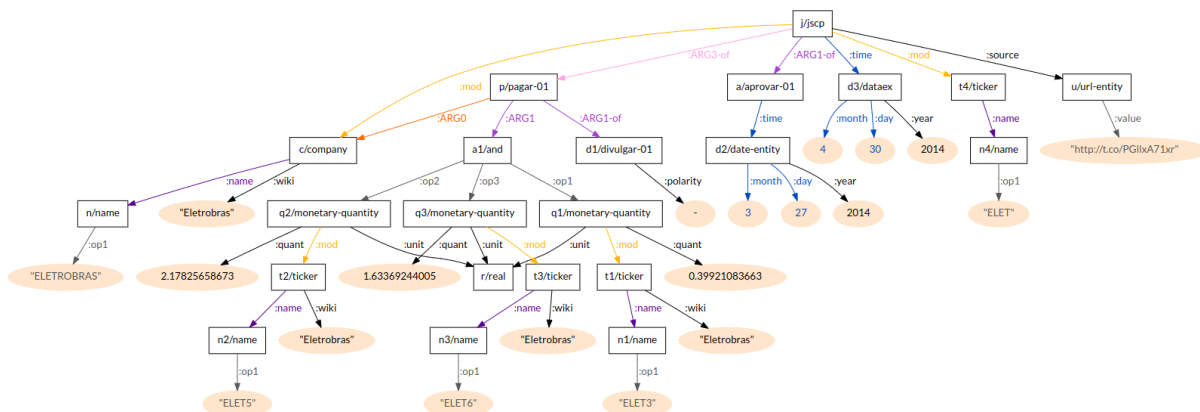 j/jscp
:mod
:ARG3-of
:ARG1-of
:time
:mod
:source
p/pagar-01
a/aprovar-01
d3/dataex
t4/ticker
u/url-entity
:ARG0
:ARG1
:ARG1-of
:time
:month
:day
:year
:name
:value
c/company
a1/and
d1/divulgar-01
d2/date-entity
4
30
2014
n4/name
"http://t.co/PGllxA71xr"
:name
:wiki
:op2
:op3
:op1
:polarity
:month
:day
:year
:op1
n/name
"Eletrobras"
q2/monetary-quantity
q3/monetary-quantity
q1/monetary-quantity
-
3
27
2014
"ELET"
:op1
:quant
:mod
:unit
:quant
:unit
:mod
:unit
:mod
:quant
"ELETROBRAS"
2.17825658673
t2/ticker
1.63369244005
r/real
t3/ticker
t1/ticker
0.39921083663
:name
:wiki
:name
:wiki
:name
:wiki
n2/name
"Eletrobras"
n3/name
"Eletrobras"
n1/name
"Eletrobras"
:op1
:op1
:op1
"ELET5"
"ELET6"
"ELET3"